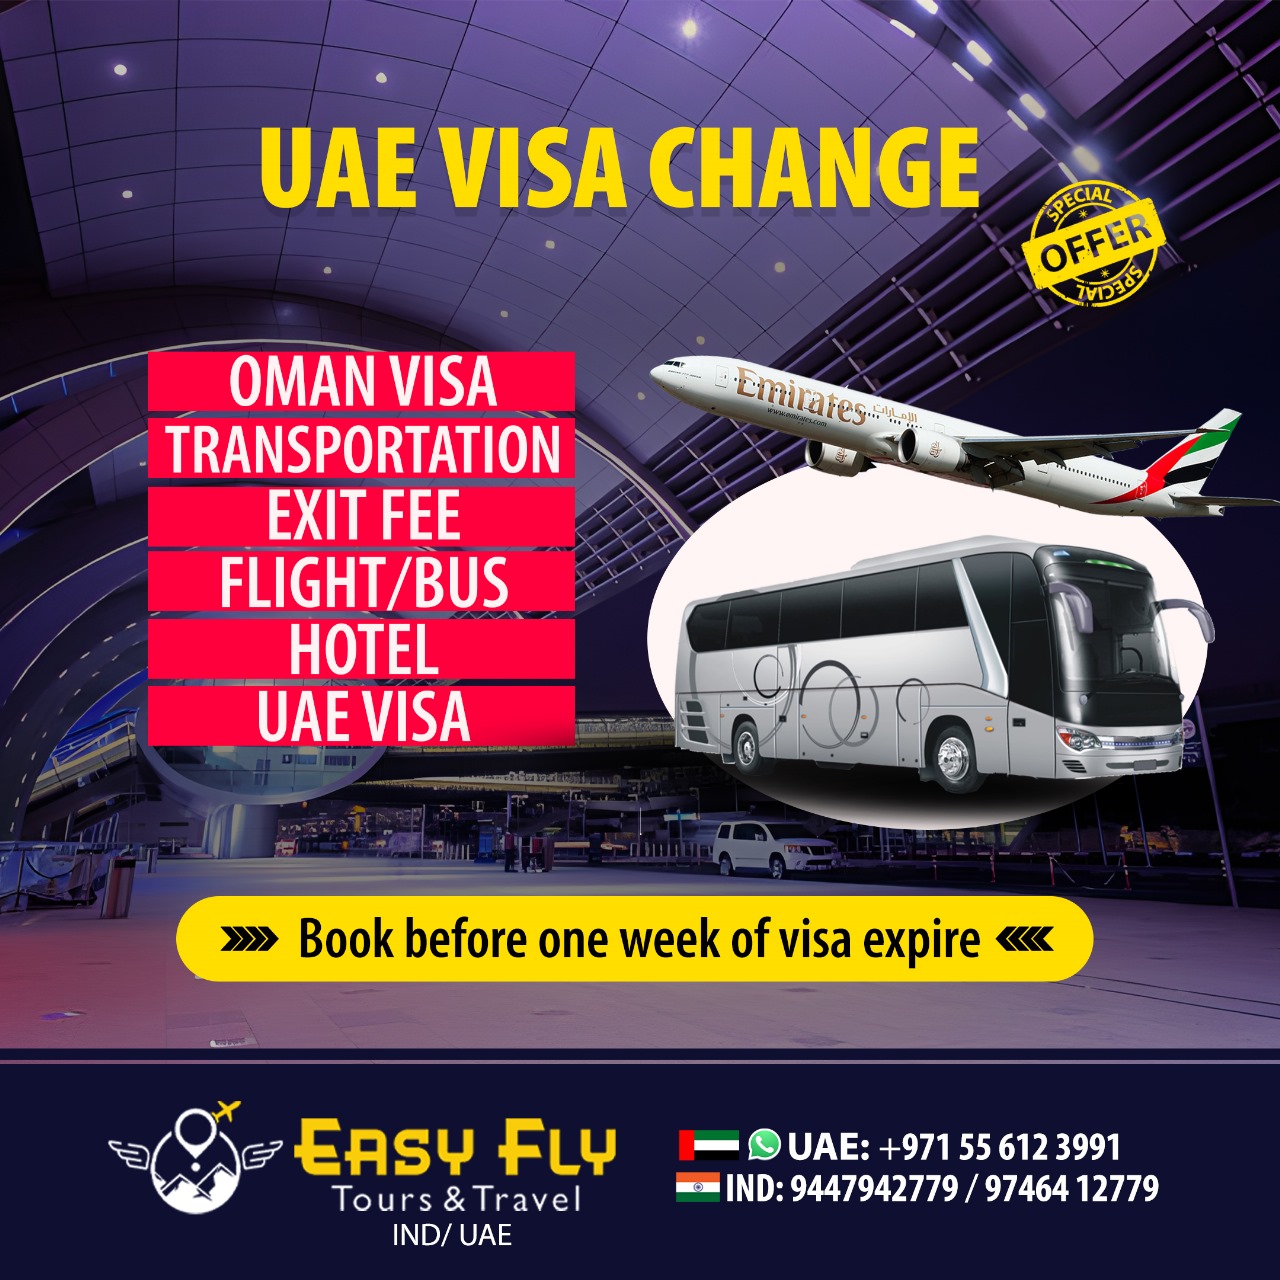 UAE VISA CHANGE
SPECIAL
OFFER
SPECIAL
OMAN VISA
TRANSPORTATION
EXIT FEE
FLIGHT/BUS
HOTEL
UAE VISA
Emirates الإمارات
www.emirates.com
Book before one week of visa expire
EASY FLY
Tours & Travel
IND/ UAE
UAE: +971 55 612 3991
IND: 9447942779 / 97464 12779